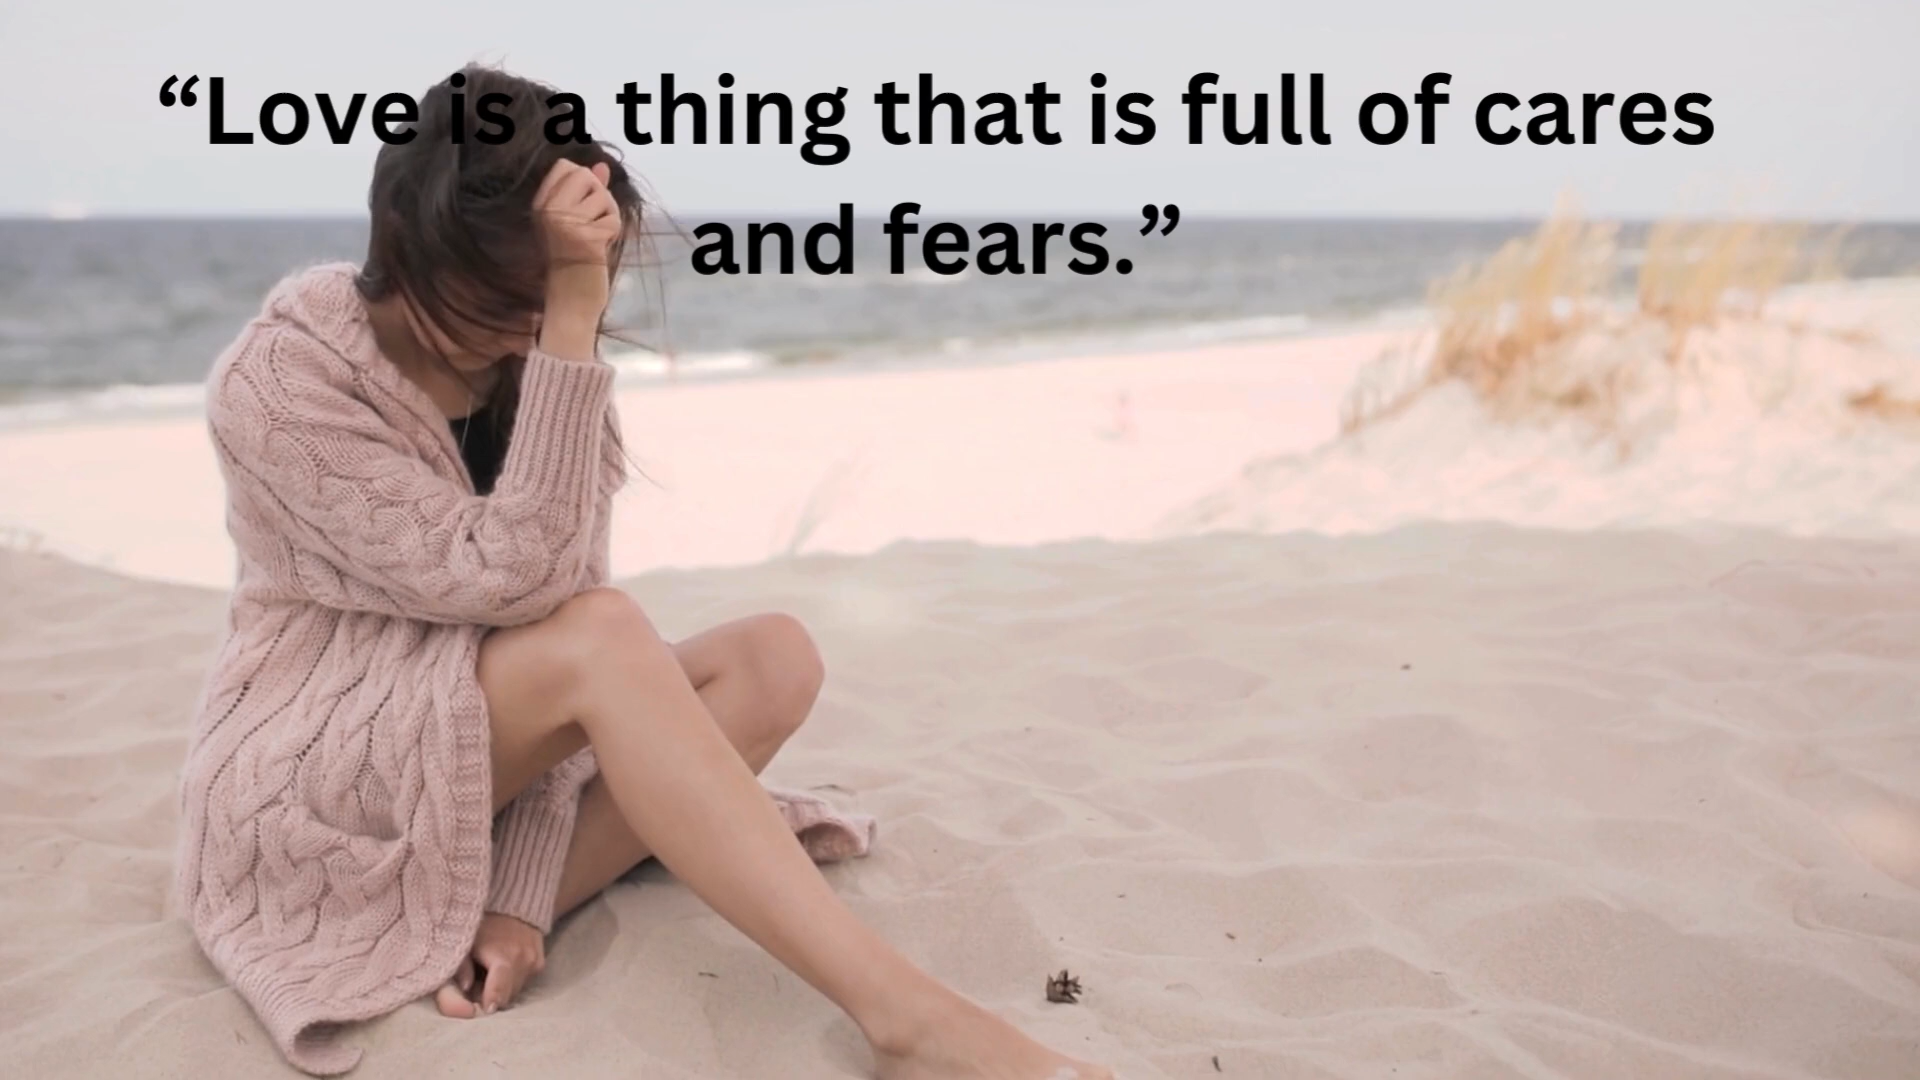 “Love is a thing that is full of cares
and fears.”